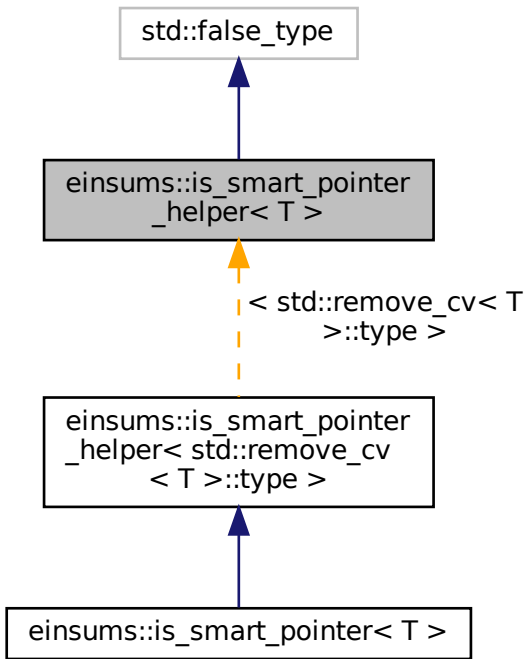 std::false_type
einsums::is_smart_pointer
_helper< T >
< std::remove_cv< T
>::type >
einsums::is_smart_pointer
_helper< std::remove_cv
< T >::type >
einsums::is_smart_pointer< T >